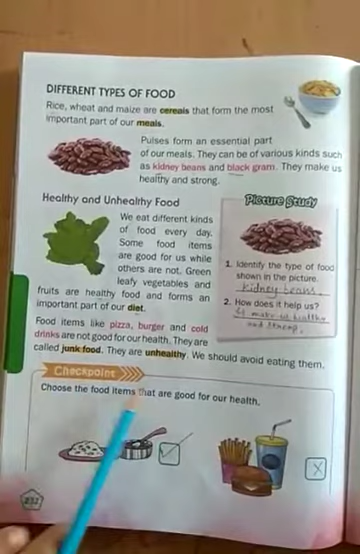 DIFFERENT TYPES OF FOOD
Rice, wheat and maize are cereals that form the most
important part of our meals.
Pulses form an essential part
of our meals. They can be of various kinds such
as kidney beans and black gram. They make us
healthy and strong.
Healthy and Unhealthy Food
We eat different kinds
of food every day.
Some food items
are good for us while
others are not. Green
leafy vegetables and
fruits are healthy food and forms an
important part of our diet.
Food items like pizza, burger and cold
drinks are not good for our health. They are
called junk food. They are unhealthy. We should avoid eating them.
Picture Study
1. Identify the type of food
shown in the picture.
kidney beans.
2. How does it help us?
make us healthy
and strong.
Checkpoint
Choose the food items that are good for our health.